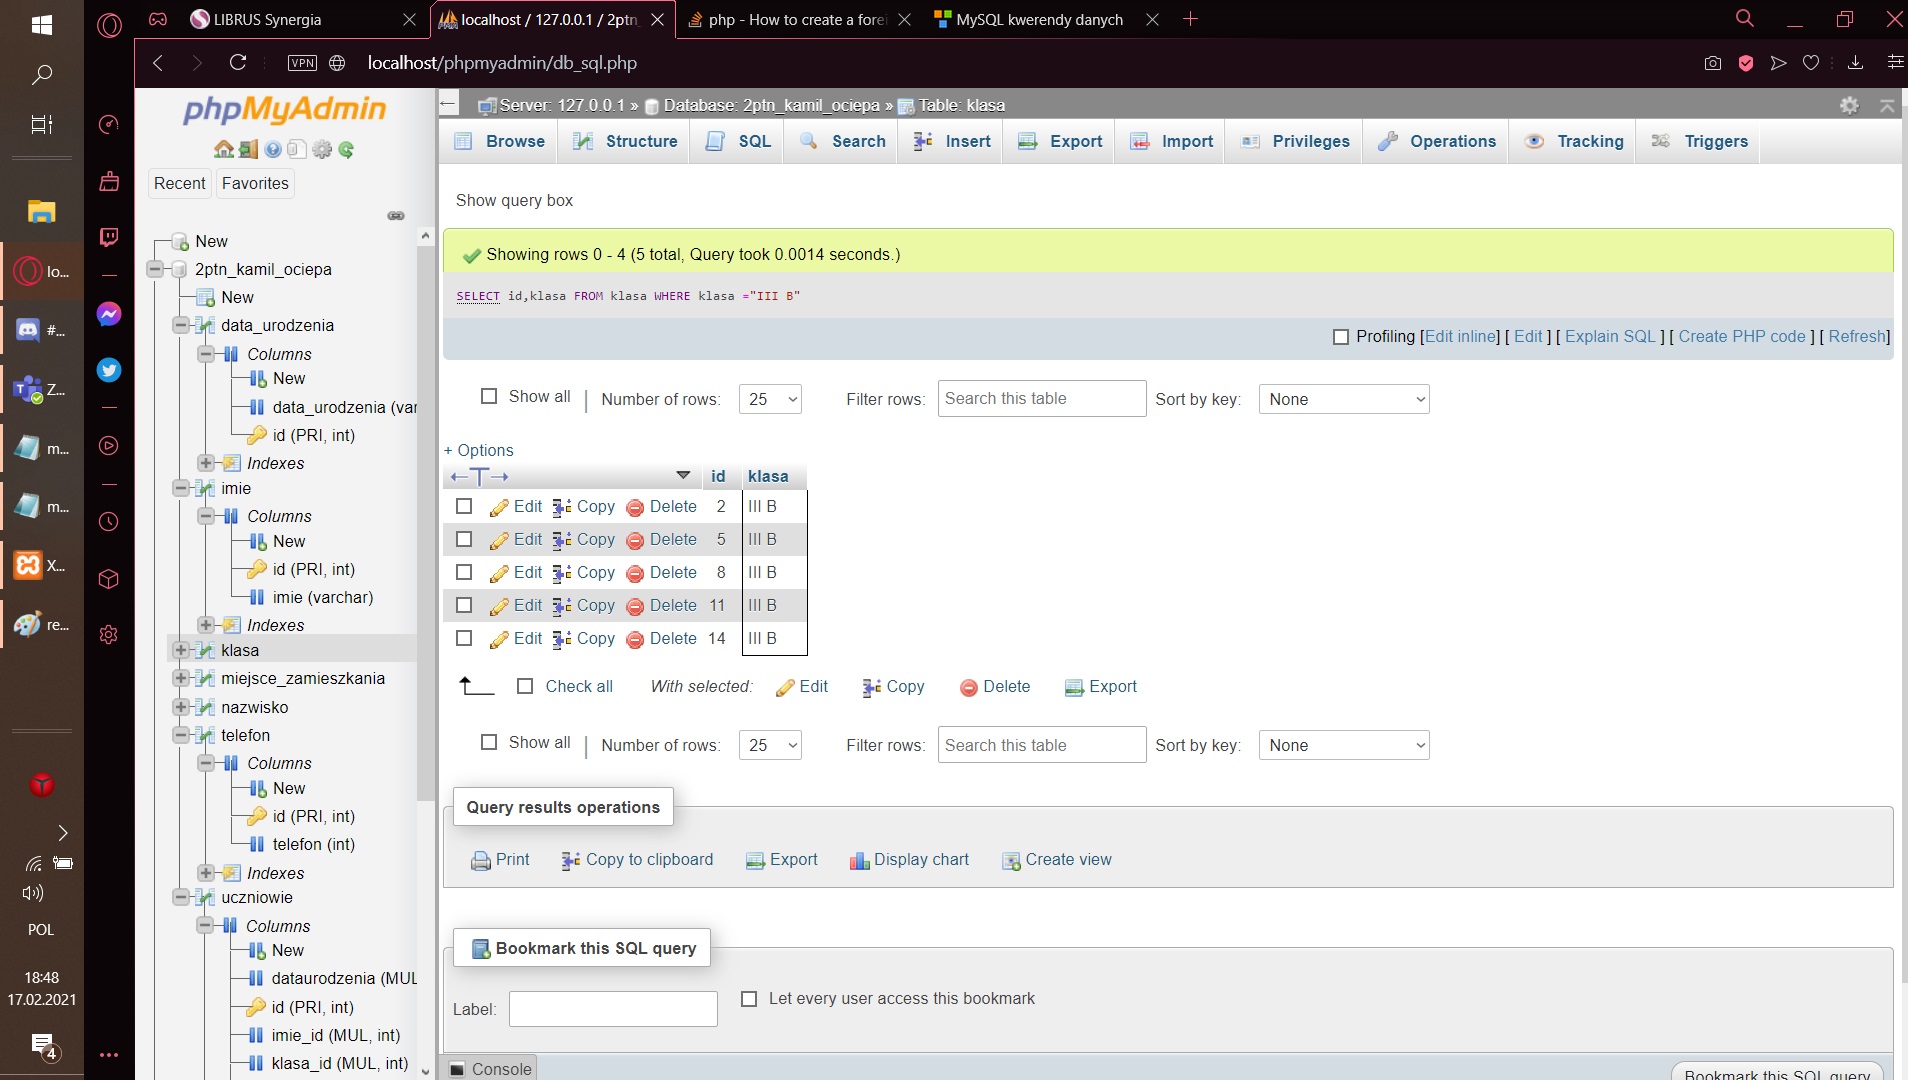 LIBRUS Synergia
localhost / 127.0.0.1 / 2ptn_
php - How to create a forei
MySQL kwerendy danych
VPN
localhost/phpmyadmin/db_sql.php
phpMyAdmin
Recent
Favorites
New
2ptn_kamil_ociepa
New
data_urodzenia
Columns
New
data_urodzenia (var
id (PRI, int)
Indexes
imie
Columns
New
id (PRI, int)
imie (varchar)
Indexes
klasa
miejsce_zamieszkania
nazwisko
telefon
Columns
New
id (PRI, int)
telefon (int)
Indexes
uczniowie
Columns
New
dataurodzenia (MUL
id (PRI, int)
imie_id (MUL, int)
klasa_id (MUL, int)
Server: 127.0.0.1 » Database: 2ptn_kamil_ociepa » Table: klasa
Browse Structure SQL Search Insert Export Import Privileges Operations Tracking Triggers
Show query box
Showing rows 0 - 4 (5 total, Query took 0.0014 seconds.)
SELECT id,klasa FROM klasa WHERE klasa ="III B"
Profiling [Edit inline] [ Edit ] [ Explain SQL ] [ Create PHP code ] [ Refresh]
Show all | Number of rows: 25 Filter rows: Search this table Sort by key: None
+ Options
←T→ id klasa
Edit Copy Delete 2 III B
Edit Copy Delete 5 III B
Edit Copy Delete 8 III B
Edit Copy Delete 11 III B
Edit Copy Delete 14 III B
Check all With selected: Edit Copy Delete Export
Show all | Number of rows: 25 Filter rows: Search this table Sort by key: None
Query results operations
Print Copy to clipboard Export Display chart Create view
Bookmark this SQL query
Label: Let every user access this bookmark
Console
Bookmark this SQL query
lo...
#...
Z...
m...
m...
X...
re...
POL
18:48
17.02.2021
4